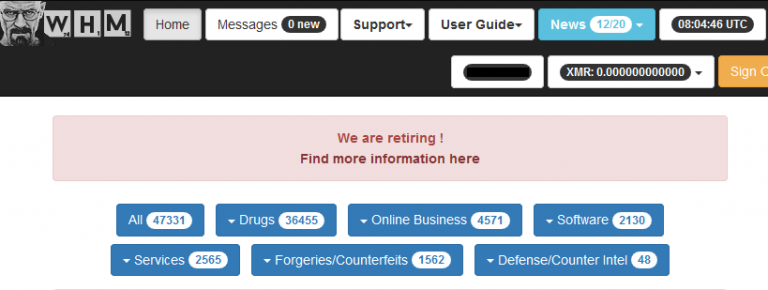 WHM Home Messages 0 new Support User Guide News 12/20 08:04:46 UTC
XMR: 0.000000000000 Sign
We are retiring !
Find more information here
All 47331 Drugs 36455 Online Business 4571 Software 2130
Services 2565 Forgeries/Counterfeits 1562 Defense/Counter Intel 48